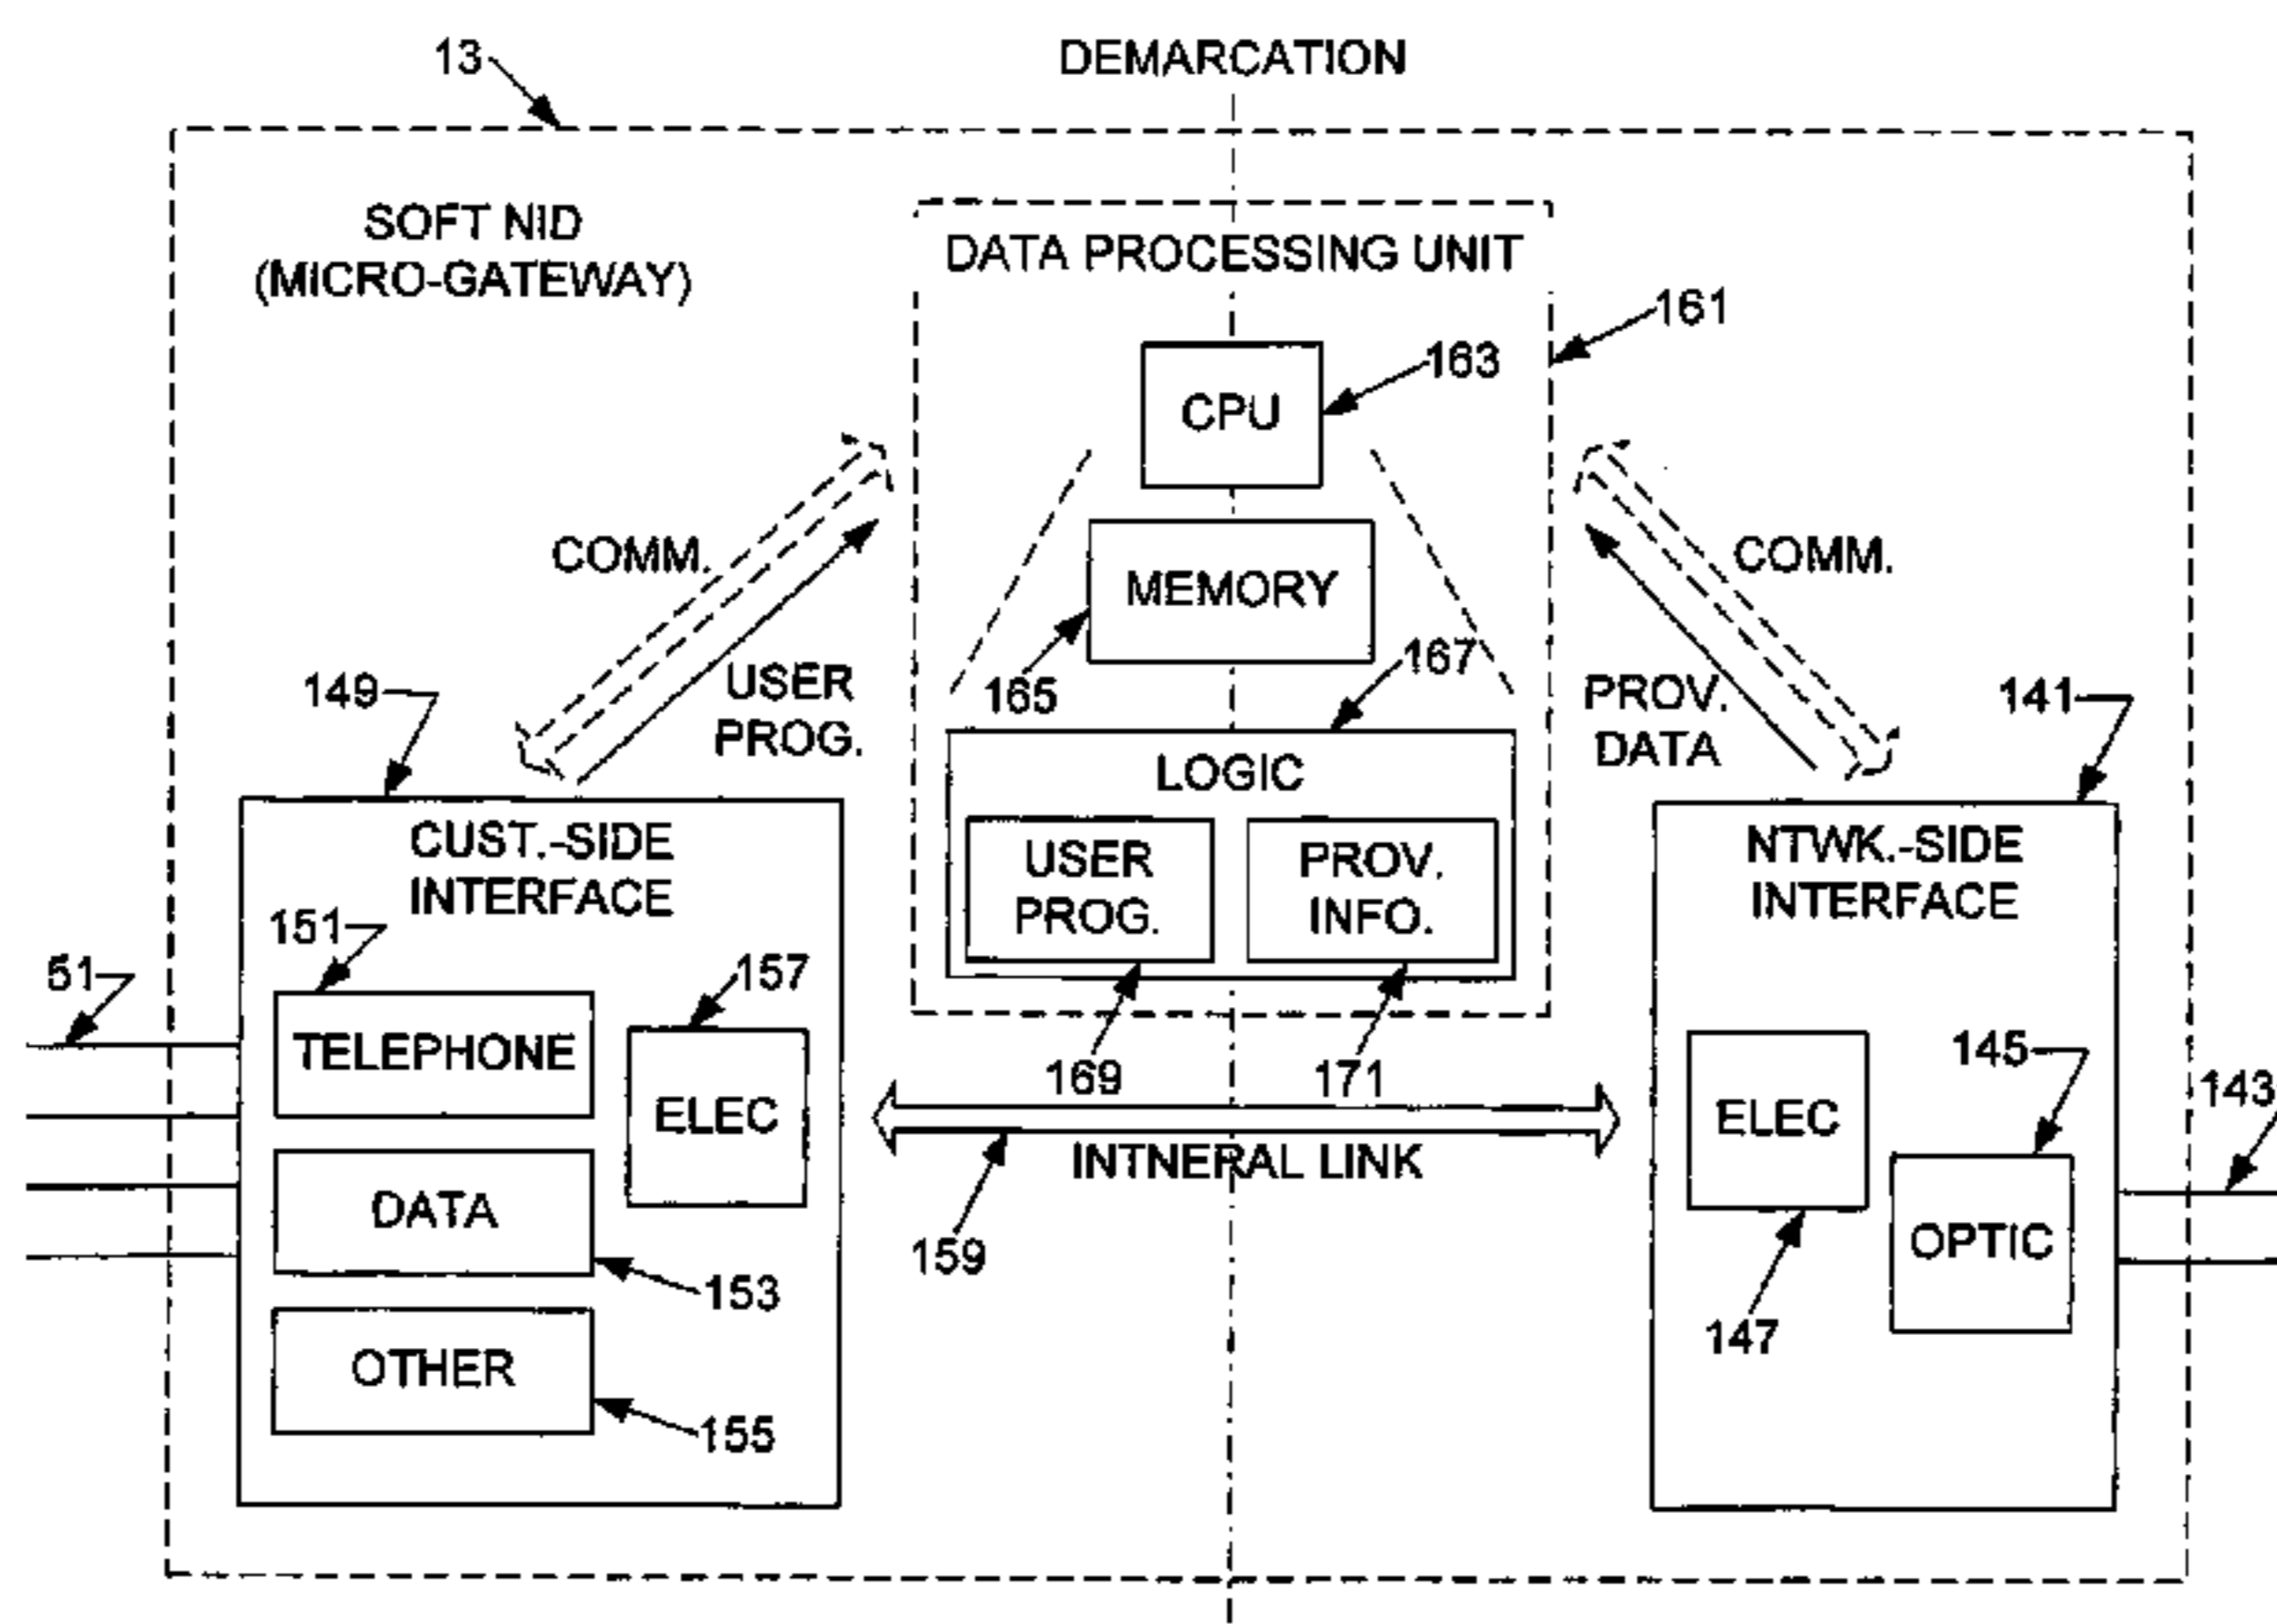 13
DEMARCATION
SOFT NID
(MICRO-GATEWAY)
DATA PROCESSING UNIT
161
163
CPU
COMM.
COMM.
MEMORY
165
167
USER
PROG.
PROV.
DATA
149
141
LOGIC
USER
PROG.
PROV.
INFO.
CUST.-SIDE
INTERFACE
NTWK.-SIDE
INTERFACE
151
51
157
TELEPHONE
ELEC
169
171
145
143
ELEC
INTNERAL LINK
DATA
159
OPTIC
153
147
OTHER
155